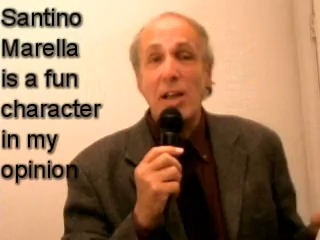 Santino
Marella
is a fun
character
in my
opinion